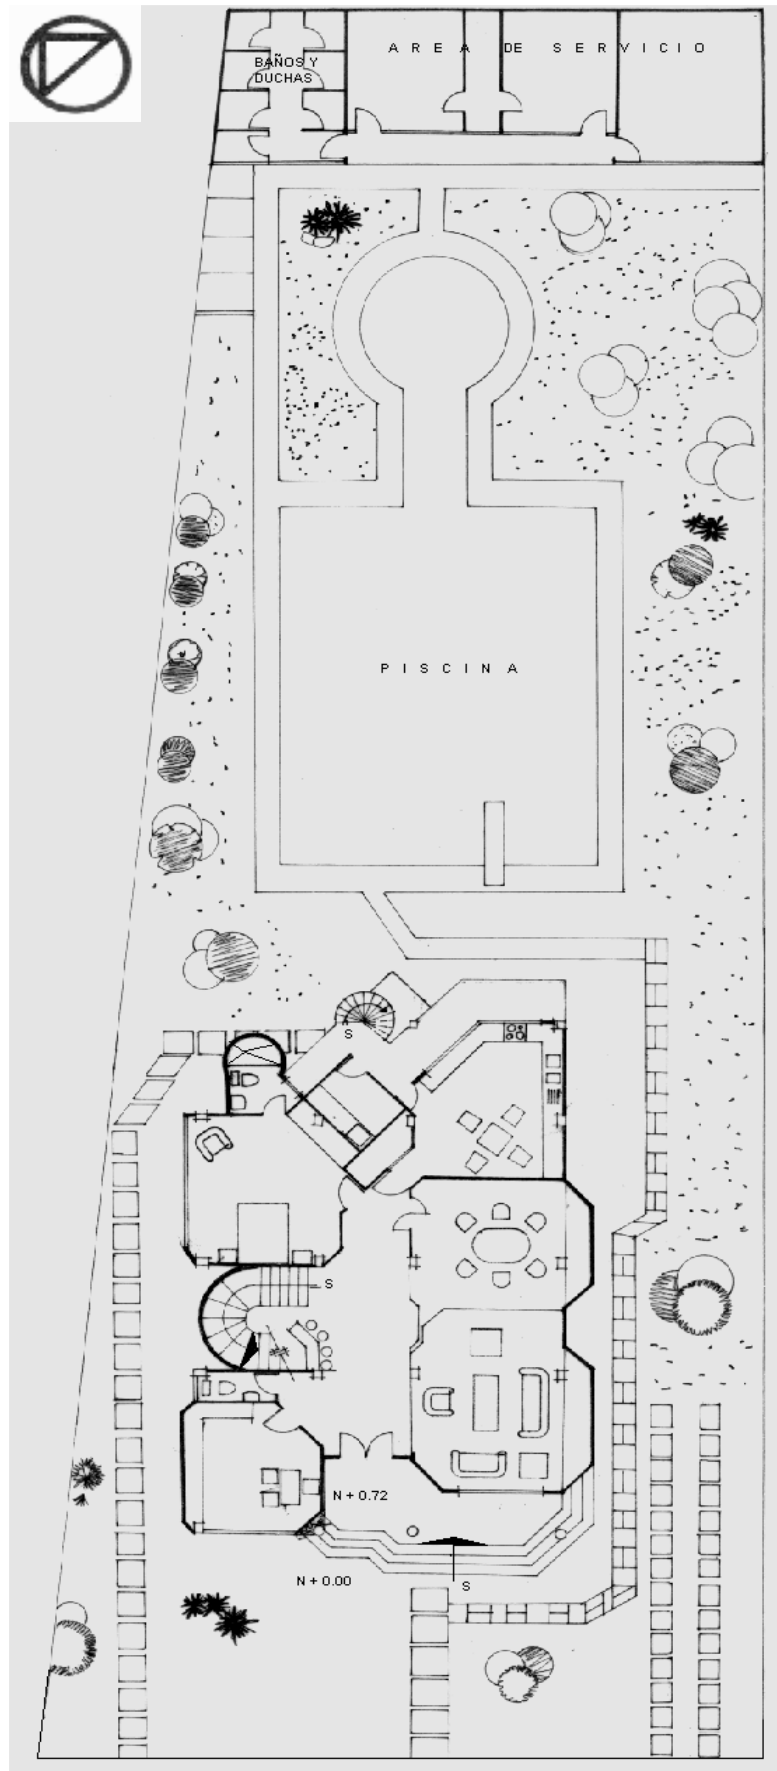 AREA DE SERVICIO
BAÑOS Y
DUCHAS
PISCINA
S
S
N + 0.72
N + 0.00
S